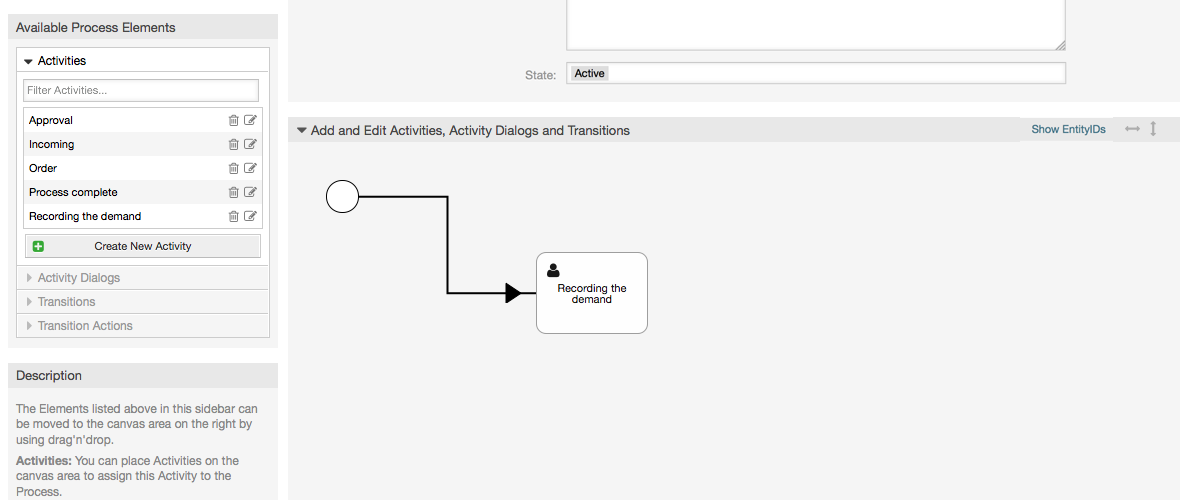 Available Process Elements
Activities
Filter Activities...
Approval
Incoming
Order
Process complete
Recording the demand
Create New Activity
Activity Dialogs
Transitions
Transition Actions
Description
The Elements listed above in this sidebar can
be moved to the canvas area on the right by
using drag'n'drop.
Activities: You can place Activities on the
canvas area to assign this Activity to the
Process.
State:
Active
Add and Edit Activities, Activity Dialogs and Transitions
Show EntityIDs
Recording the
demand